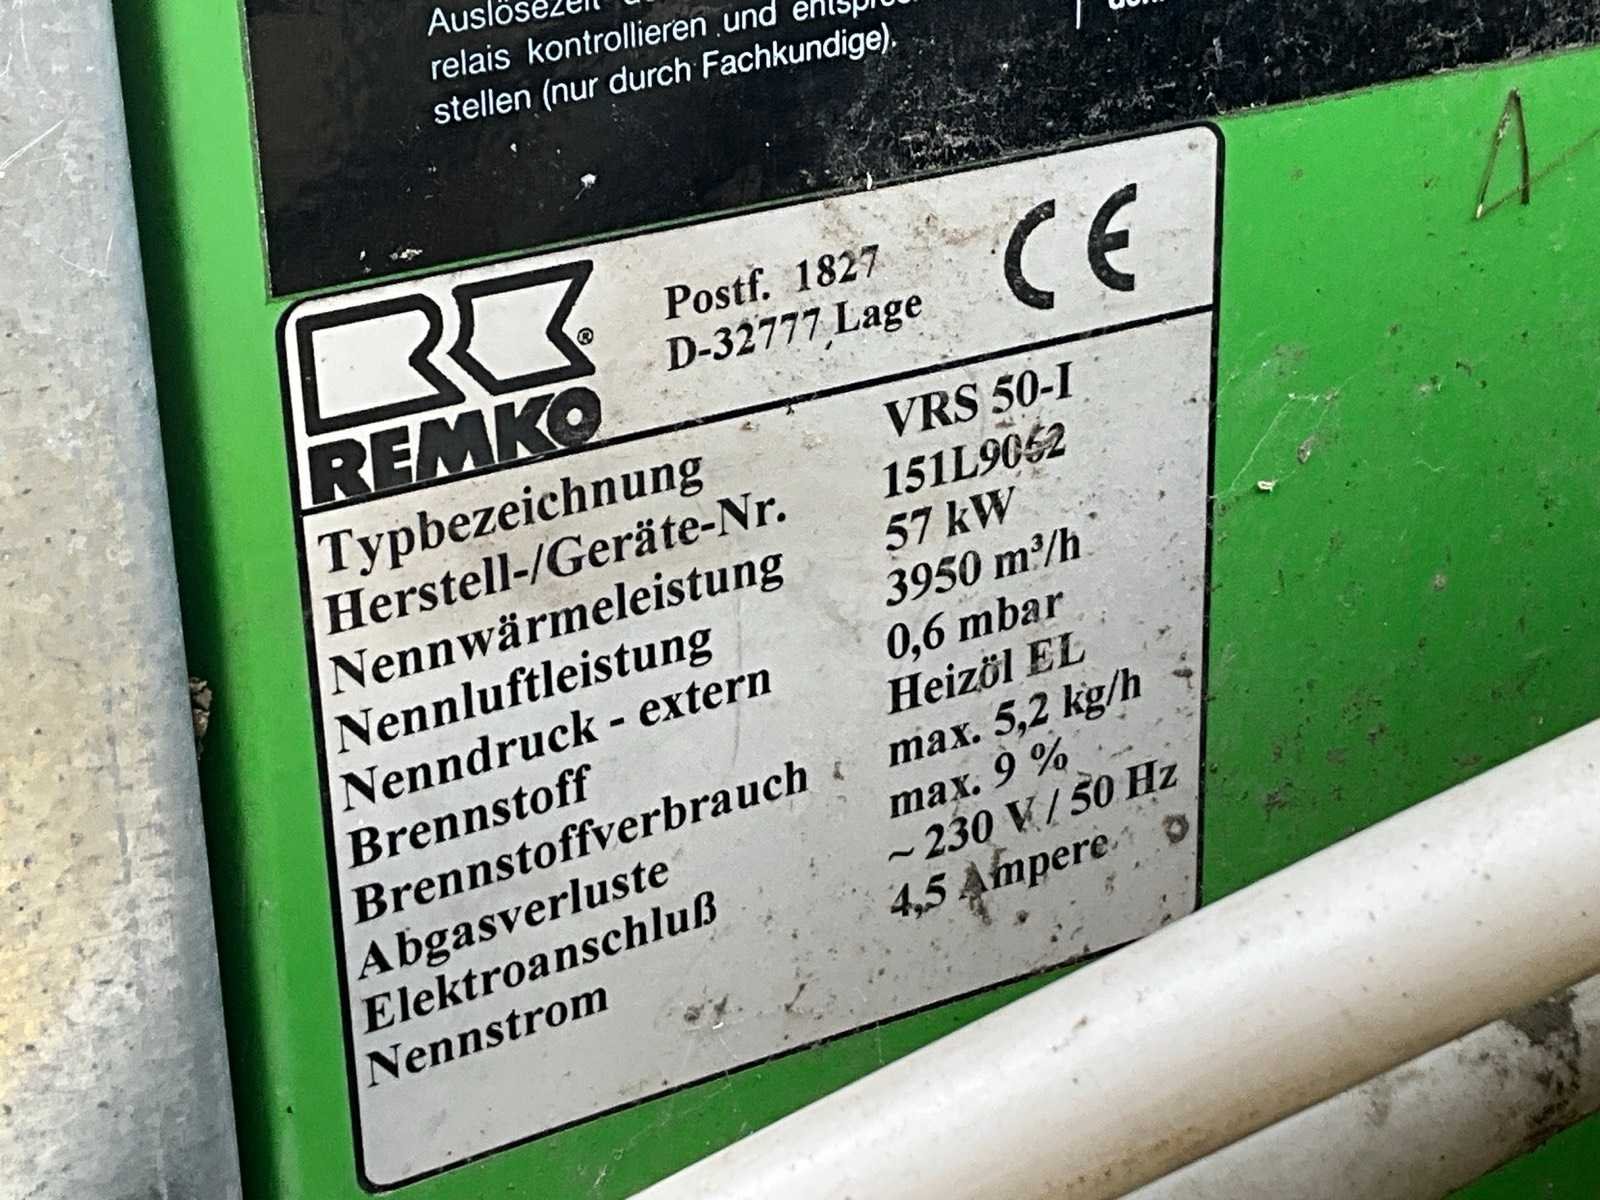 Auslösezeit
relais kontrollieren und
stellen (nur durch Fachkundige).
REMKO ®
Postf. 1827
D-32777 Lage
CE
Typbezeichnung VRS 50-I
Herstell-/Geräte-Nr. 151L9062
Nennwärmeleistung 57 kW
Nennluftleistung 3950 m³/h
Nenndruck - extern 0,6 mbar
Brennstoff Heizöl EL
Brennstoffverbrauch max. 5,2 kg/h
Abgasverluste max. 9 %
Elektroanschluß ~ 230 V / 50 Hz
Nennstrom 4,5 Ampere